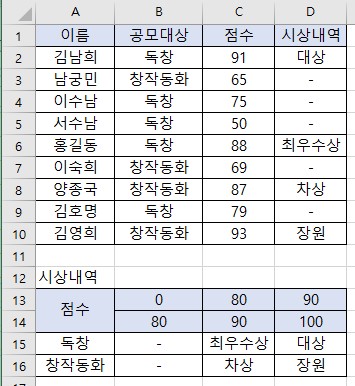 A B C D
1 이름 공모대상 점수 시상내역
2 김남희 독창 91 대상
3 남궁민 창작동화 65 -
4 이수남 독창 75 -
5 서수남 독창 50 -
6 홍길동 독창 88 최우수상
7 이숙희 창작동화 69 -
8 양종국 창작동화 87 차상
9 김호명 독창 79 -
10 김영희 창작동화 93 장원
11
12 시상내역
13 점수 0 80 90
14 80 90 100
15 독창 - 최우수상 대상
16 창작동화 - 차상 장원